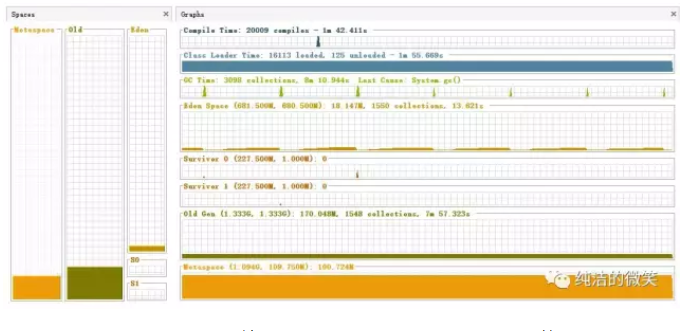 Spaces
Graphs
Metaspace
Old
Eden
S0
S1
Compile Time: 20009 compiles - 1m 42.411s
Class Loader Time: 16113 loaded, 125 unloaded - 1m 55.669s
GC Time: 3098 collections, 8m 10.944s Last Cause: System.gc()
Eden Space (681.500M, 680.500M): 18.147M, 1550 collections, 13.621s
Survivor 0 (227.500M, 1.000M): 0
Survivor 1 (227.500M, 1.000M): 0
Old Gen (1.333G, 1.333G): 170.048M, 1548 collections, 7m 57.323s
Metaspace (1.094G, 109.750M): 100.724M
纯洁的微笑